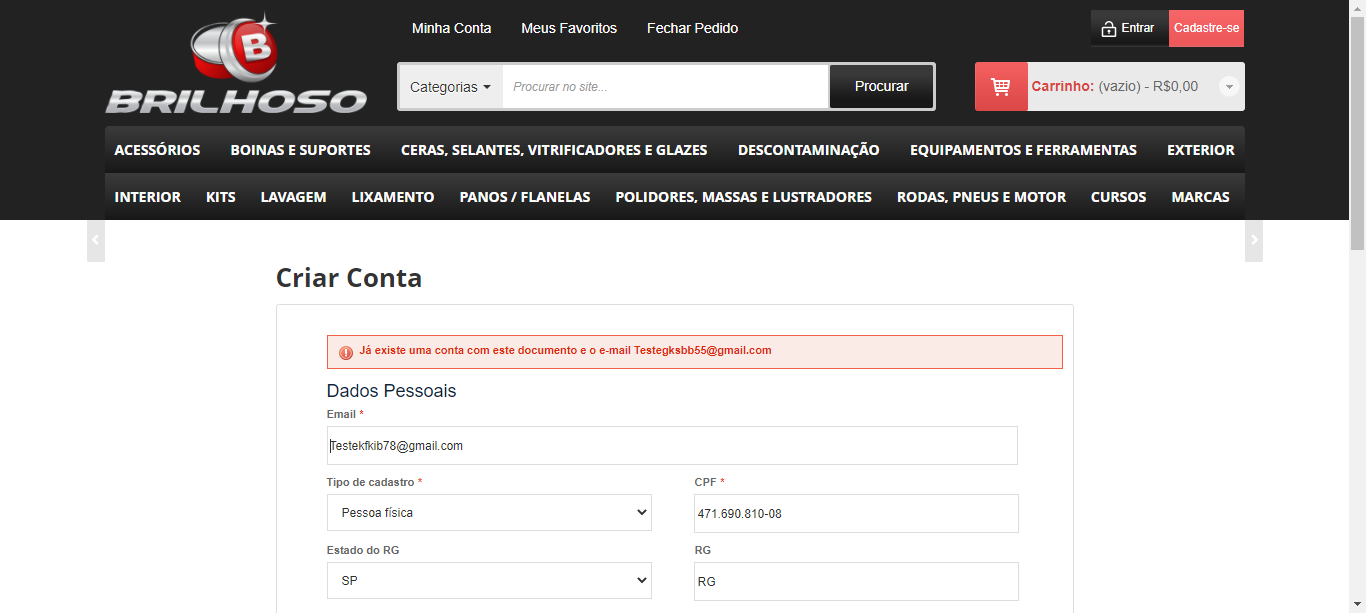 Minha Conta Meus Favoritos Fechar Pedido Entrar Cadastre-se
B
BRILHOSO
Categorias Procurar no site... Procurar Carrinho: (vazio) - R$0,00
ACESSÓRIOS BOINAS E SUPORTES CERAS, SELANTES, VITRIFICADORES E GLAZES DESCONTAMINAÇÃO EQUIPAMENTOS E FERRAMENTAS EXTERIOR
INTERIOR KITS LAVAGEM LIXAMENTO PANOS / FLANELAS POLIDORES, MASSAS E LUSTRADORES RODAS, PNEUS E MOTOR CURSOS MARCAS
Criar Conta
Já existe uma conta com este documento e o e-mail Testegksbb55@gmail.com
Dados Pessoais
Email *
Testekfkib78@gmail.com
Tipo de cadastro * CPF *
Pessoa física 471.690.810-08
Estado do RG RG
SP RG